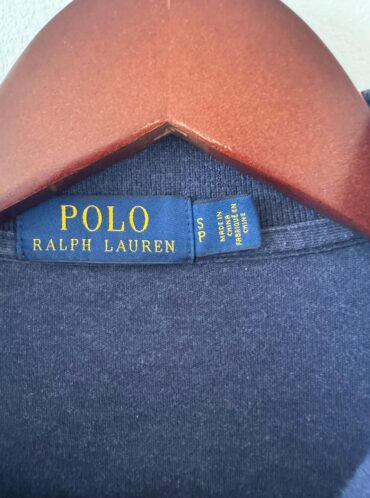 POLO
RALPH LAUREN
S
P
MADE IN
CHINA
FABRIQUÉ EN
CHINE